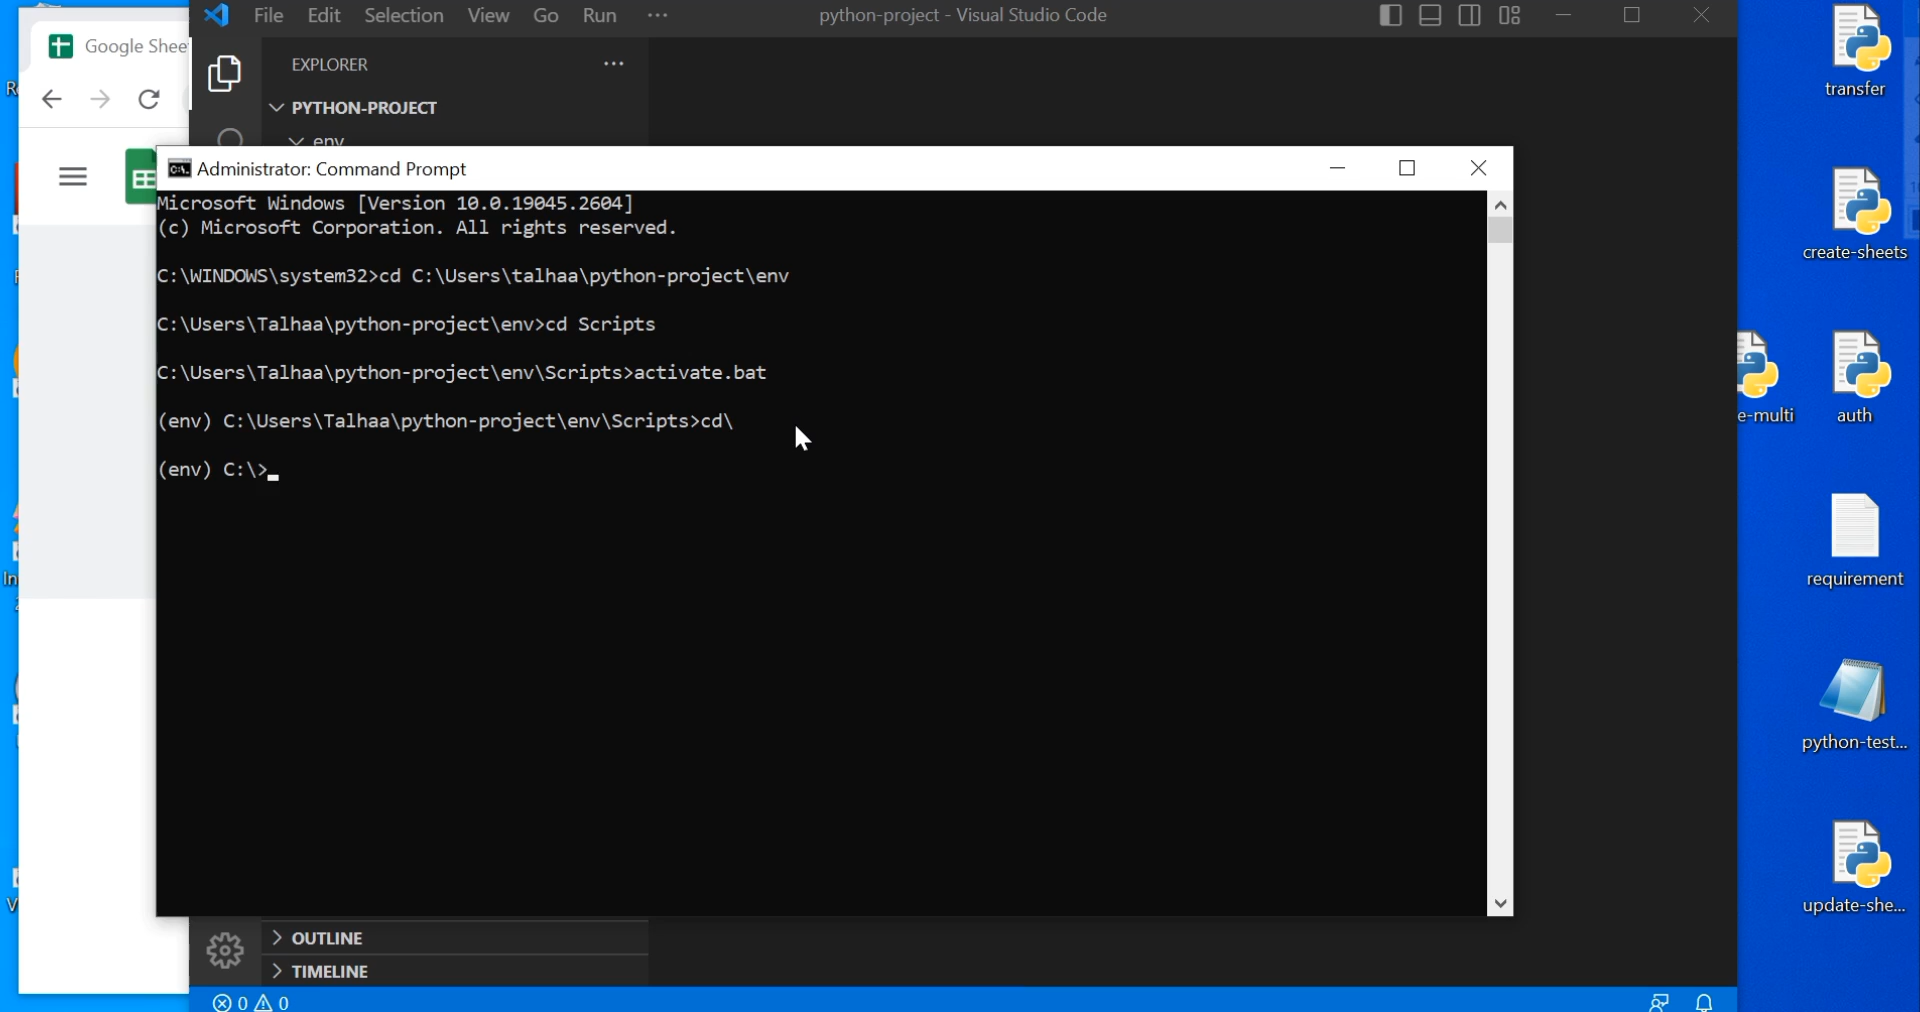 File Edit Selection View Go Run ··· python-project - Visual Studio Code
Google Shee
EXPLORER ···
PYTHON-PROJECT
env
Administrator: Command Prompt
Microsoft Windows [Version 10.0.19045.2604]
(c) Microsoft Corporation. All rights reserved.
C:\WINDOWS\system32>cd C:\Users\talhaa\python-project\env
C:\Users\Talhaa\python-project\env>cd Scripts
C:\Users\Talhaa\python-project\env\Scripts>activate.bat
(env) C:\Users\Talhaa\python-project\env\Scripts>cd\
(env) C:\>
OUTLINE
TIMELINE
0 0
transfer
create-sheets
e-multi
auth
requirement
python-test...
update-she...